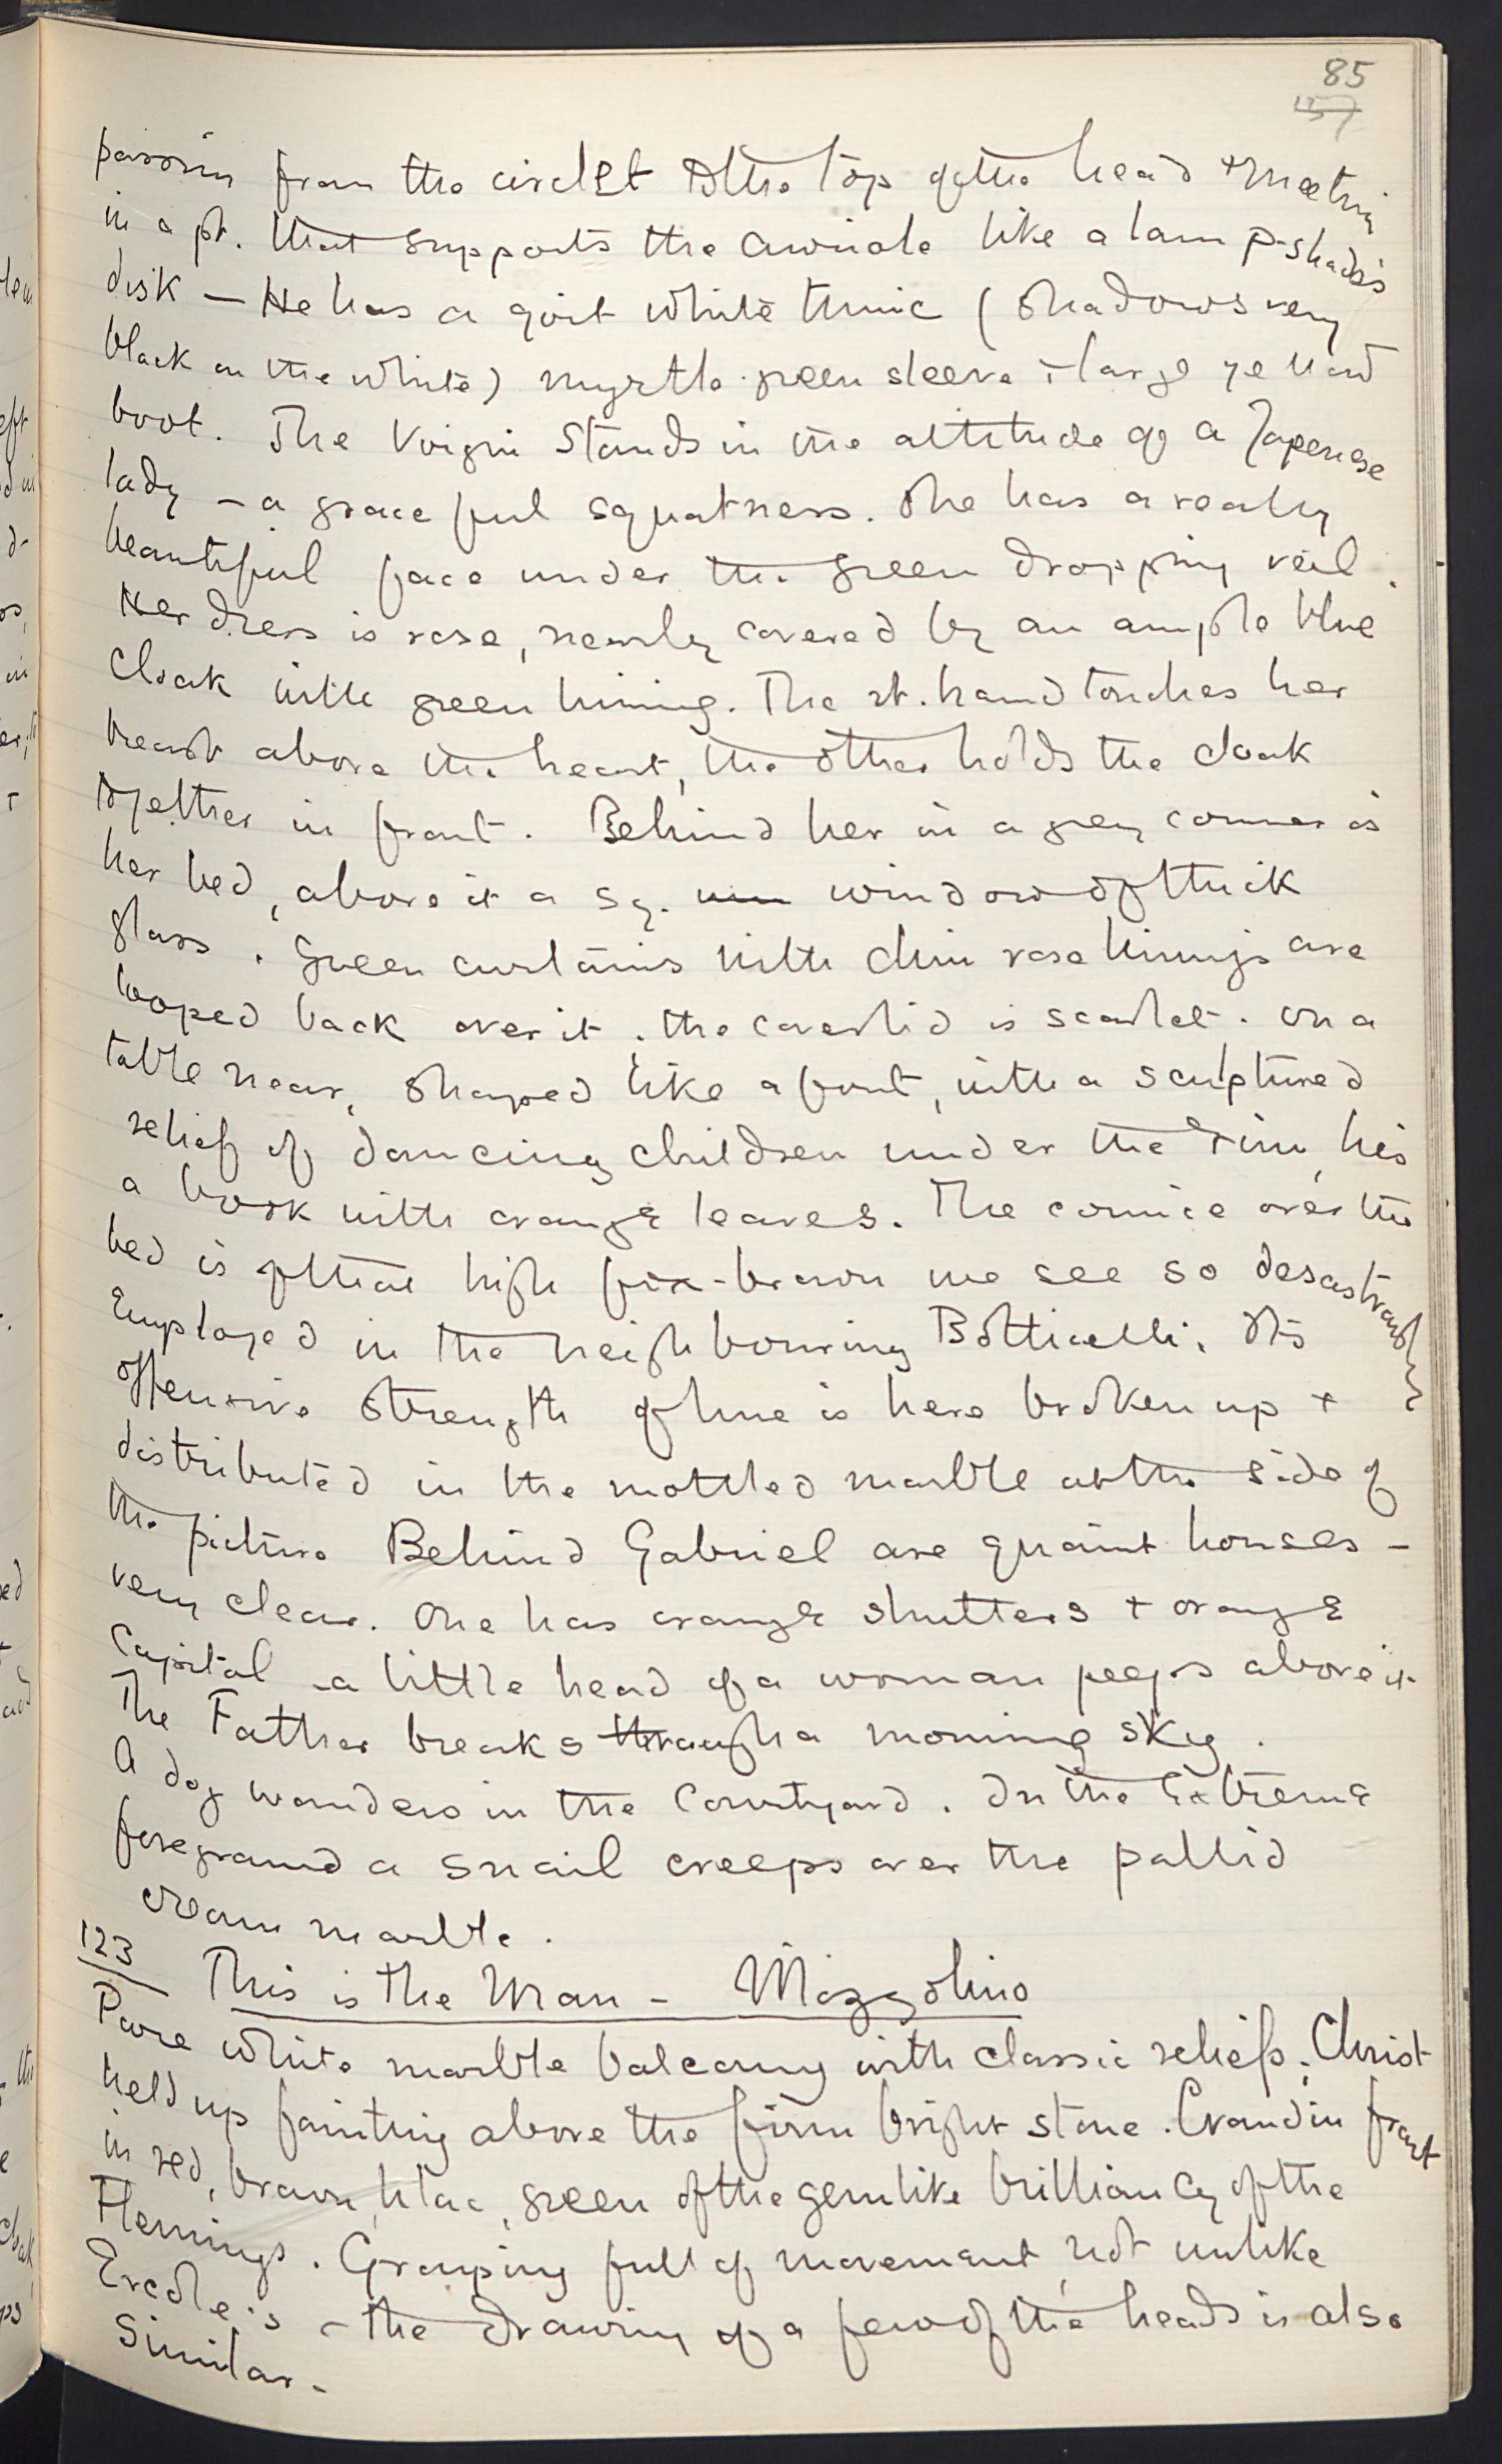 85
passing from the circlet to the top of the head + meeting
in a pt. that supports the aureole like a lamp-shade's
disk – He has a girt white tunic (shadows very
black on the white) myrtle-green sleeve + large yellow
boot. The Virgin stands in the attitude of a Japenese
lady – a graceful squatness. She has a really
beautiful face under the green dropping veil.
Her dress is rose, nearly covered by an ample blue
cloak with green lining. The rt. hand touches her
breast above the heart, the other holds the cloak
together in front. Behind her in a grey corner is
her bed, above it a sq. window of thick
glass. Green curtains with dim rose linings are
looped back over it. the coverlid is scarlet. On a
table near, shaped like a font, with a sculptured
relief of dancing children under the rim, lies
a book with orange leaves. The cornice over the
bed is of that high fox-brown we see so desastrously
employed in the neighbouring Botticelli. Its
offensive strength of hue is here broken up +
distributed in the mottled marble at the side of
the picture Behind Gabriel are quaint houses –
very clear. One has orange shutters + orange
capital – a little head of a woman peeps above it
The Father breaks through a morning sky.
A dog wanders in the Courtyard. In the Extreme
foreground a snail creeps over the pallid
cream marble.
123
This is the Man – Mazzolino
Pure white marble balcony with classic reliefs. Christ
held up fainting above the firm bright stone. Crowd in front
in red, brown, lilac, green of the gemlike brilliancy of the
Flemings. Grouping full of movement, not unlike
Ercole's – the drawing of a few of the heads is also
similar –